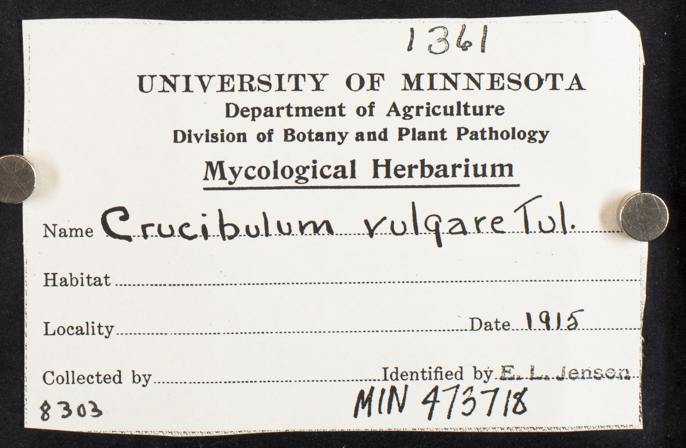 1361
UNIVERSITY OF MINNESOTA
Department of Agriculture
Division of Botany and Plant Pathology
Mycological Herbarium
Name Crucibulum vulgare Tul.
Habitat
Locality Date 1915
Collected by Identified by E. L. Jensen
8303 MIN 473718